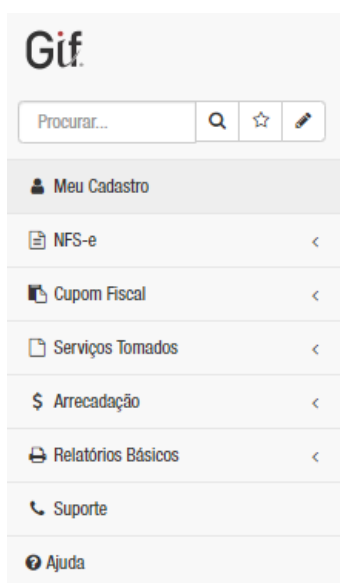 Gif.
Procurar...
Meu Cadastro
NFS-e
Cupom Fiscal
Serviços Tomados
$ Arrecadação
Relatórios Básicos
Suporte
Ajuda